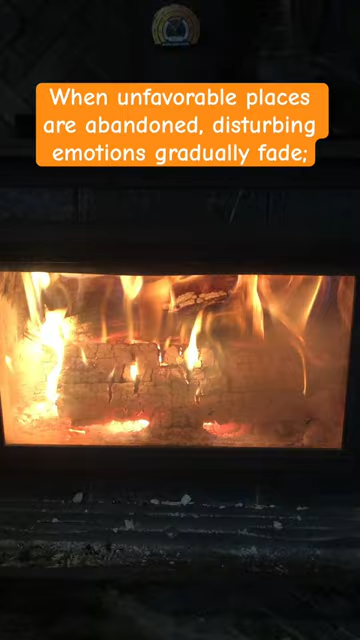 When unfavorable places
are abandoned, disturbing
emotions gradually fade;